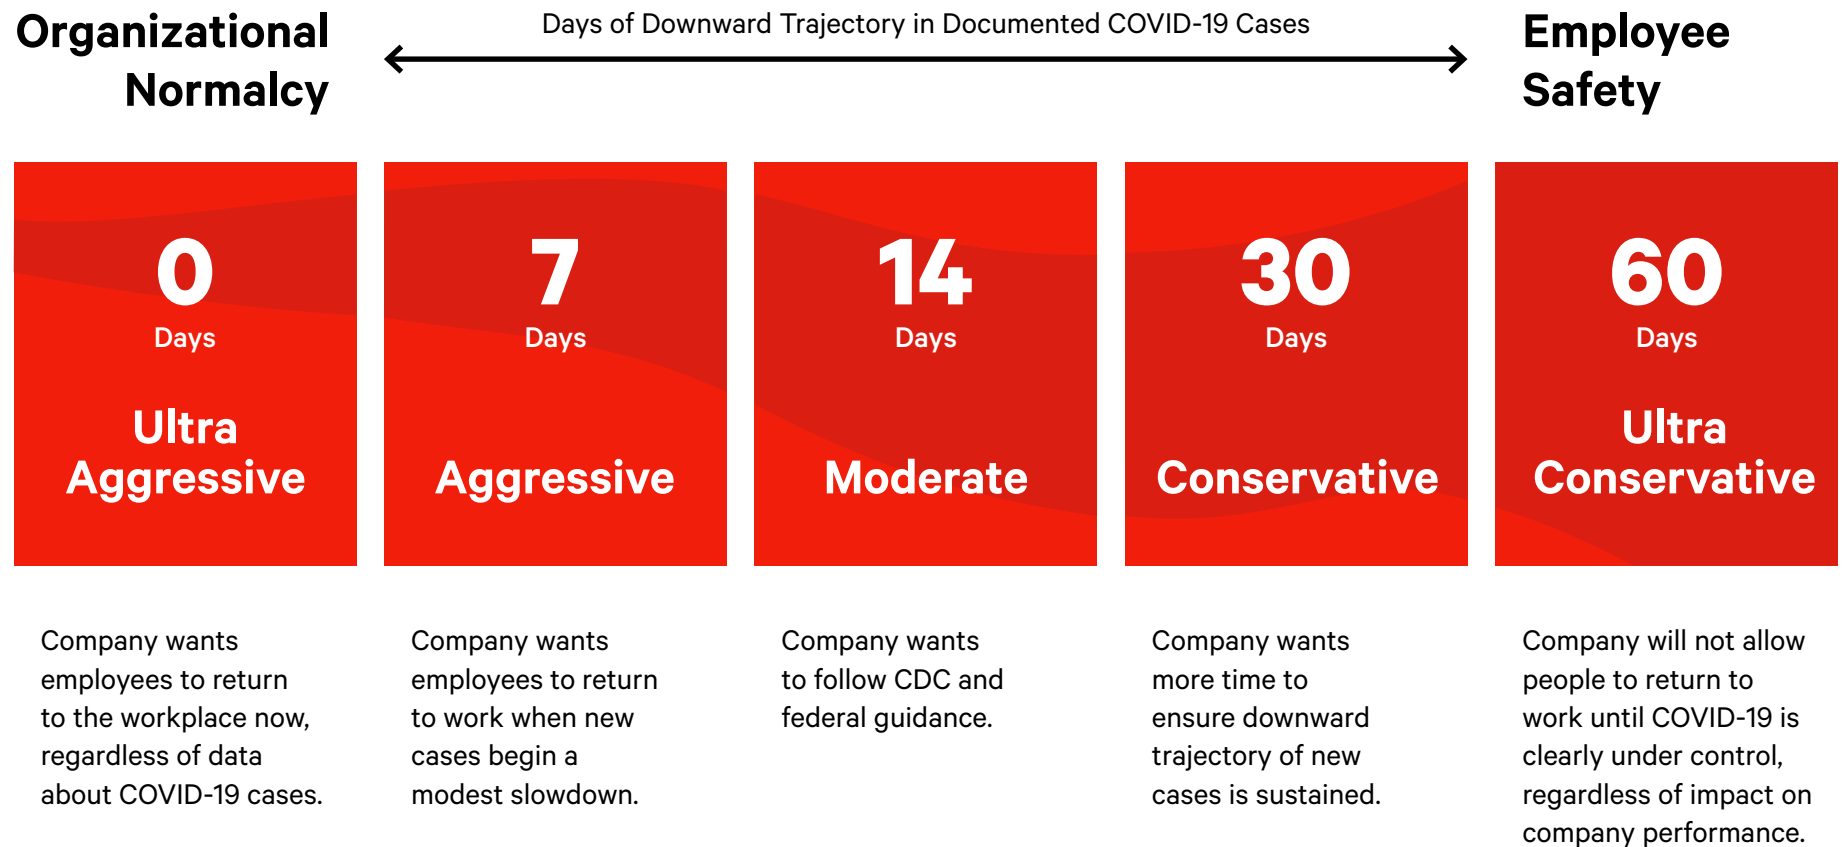 Organizational
Normalcy
Days of Downward Trajectory in Documented COVID-19 Cases
Employee
Safety
0
Days
Ultra
Aggressive
Company wants
employees to return
to the workplace now,
regardless of data
about COVID-19 cases.
7
Days
Aggressive
Company wants
employees to return
to work when new
cases begin a
modest slowdown.
14
Days
Moderate
Company wants
to follow CDC and
federal guidance.
30
Days
Conservative
Company wants
more time to
ensure downward
trajectory of new
cases is sustained.
60
Days
Ultra
Conservative
Company will not allow
people to return to
work until COVID-19 is
clearly under control,
regardless of impact on
company performance.